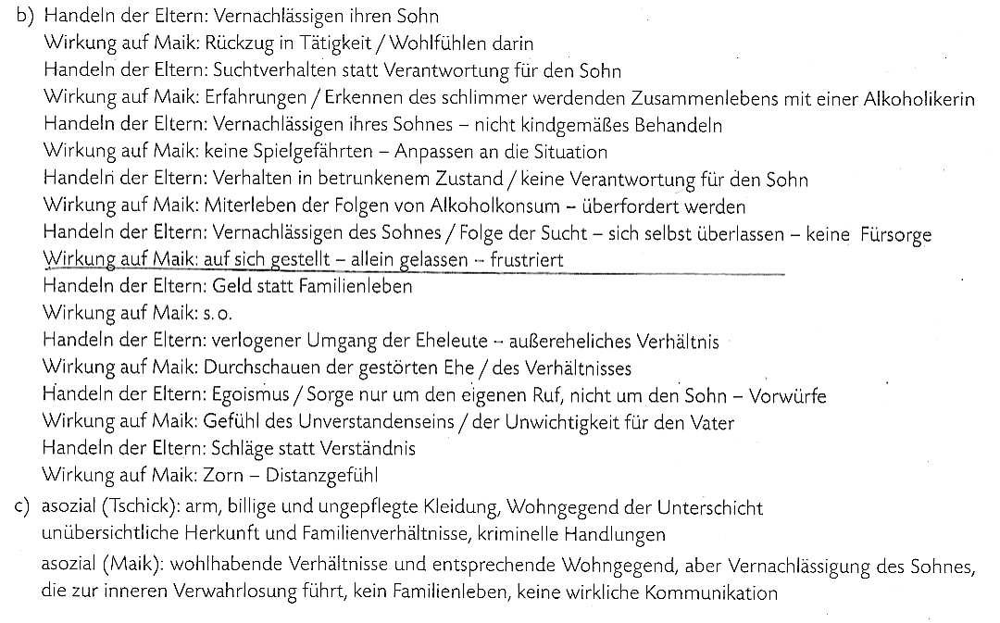 b) Handeln der Eltern: Vernachlässigen ihren Sohn
Wirkung auf Maik: Rückzug in Tätigkeit / Wohlfühlen darin
Handeln der Eltern: Suchtverhalten statt Verantwortung für den Sohn
Wirkung auf Maik: Erfahrungen / Erkennen des schlimmer werdenden Zusammenlebens mit einer Alkoholikerin
Handeln der Eltern: Vernachlässigen ihres Sohnes – nicht kindgemäßes Behandeln
Wirkung auf Maik: keine Spielgefährten – Anpassen an die Situation
Handeln der Eltern: Verhalten in betrunkenem Zustand / keine Verantwortung für den Sohn
Wirkung auf Maik: Miterleben der Folgen von Alkoholkonsum – überfordert werden
Handeln der Eltern: Vernachlässigen des Sohnes / Folge der Sucht – sich selbst überlassen – keine Fürsorge
Wirkung auf Maik: auf sich gestellt – allein gelassen – frustriert
Handeln der Eltern: Geld statt Familienleben
Wirkung auf Maik: s. o.
Handeln der Eltern: verlogener Umgang der Eheleute – außereheliches Verhältnis
Wirkung auf Maik: Durchschauen der gestörten Ehe / des Verhältnisses
Handeln der Eltern: Egoismus / Sorge nur um den eigenen Ruf, nicht um den Sohn – Vorwürfe
Wirkung auf Maik: Gefühl des Unverstandenseins / der Unwichtigkeit für den Vater
Handeln der Eltern: Schläge statt Verständnis
Wirkung auf Maik: Zorn – Distanzgefühl
c) asozial (Tschick): arm, billige und ungepflegte Kleidung, Wohngegend der Unterschicht
unübersichtliche Herkunft und Familienverhältnisse, kriminelle Handlungen
asozial (Maik): wohlhabende Verhältnisse und entsprechende Wohngegend, aber Vernachlässigung des Sohnes,
die zur inneren Verwahrlosung führt, kein Familienleben, keine wirkliche Kommunikation